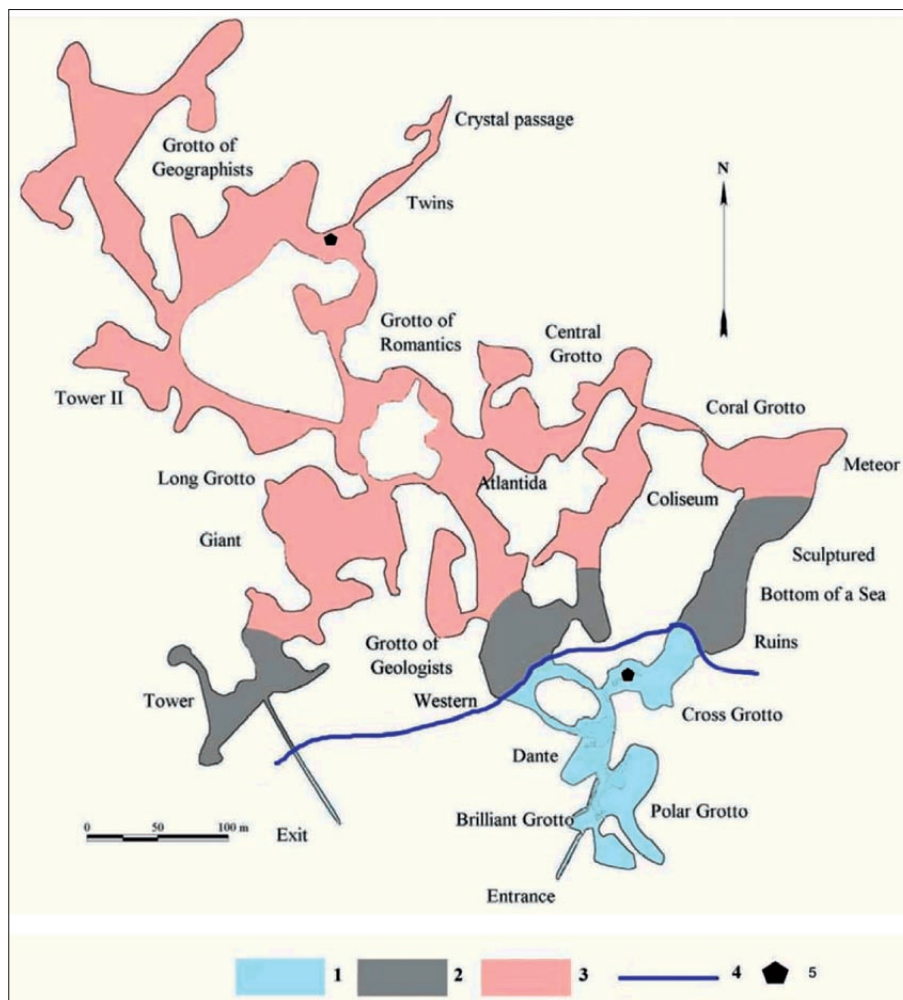 Crystal passage
Grotto of
Geographists
N
Twins
Grotto of
Romantics
Central
Grotto
Tower II
Coral Grotto
Meteor
Long Grotto
Atlantida
Coliseum
Giant
Sculptured
Bottom of a Sea
Ruins
Grotto of
Geologists
Tower
Western
Cross Grotto
Dante
0 50 100 m
Exit
Brilliant Grotto
Polar Grotto
Entrance
1 2 3 4 5